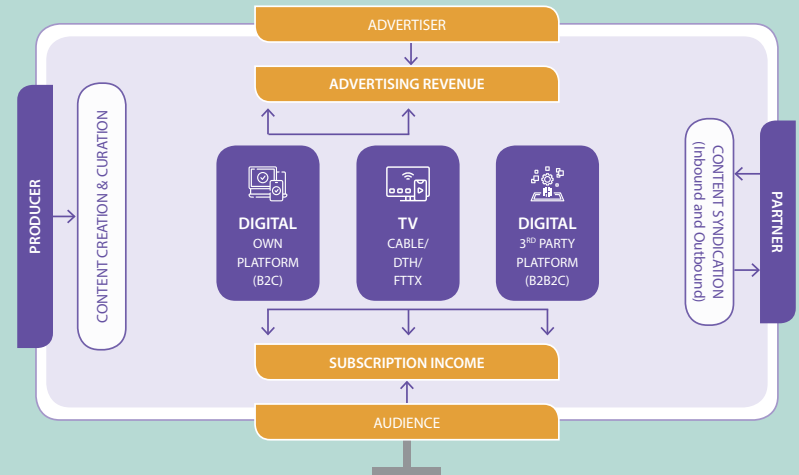 ADVERTISER
ADVERTISING REVENUE
PRODUCER
CONTENT CREATION & CURATION
DIGITAL
OWN
PLATFORM
(B2C)
TV
CABLE/
DTH/
FTTX
DIGITAL
3RD PARTY
PLATFORM
(B2B2C)
CONTENT SYNDICATION
(Inbound and Outbound)
PARTNER
SUBSCRIPTION INCOME
AUDIENCE